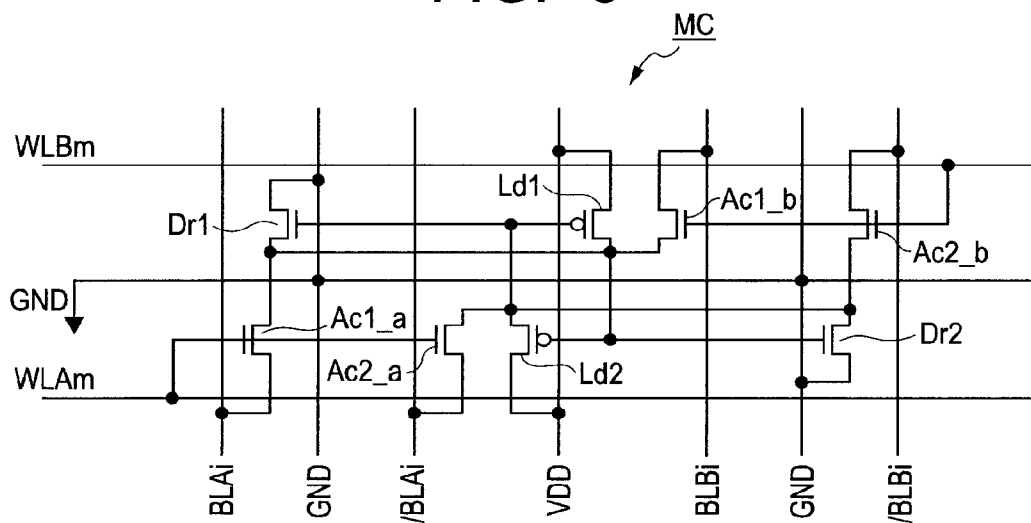 MC
WLBm
Ld1
Ac1_b
Dr1
Ac2_b
GND
Ac1_a
Ac2_a
Ld2
Dr2
WLAm
BLAi
GND
/BLAi
VDD
BLBi
GND
/BLBi